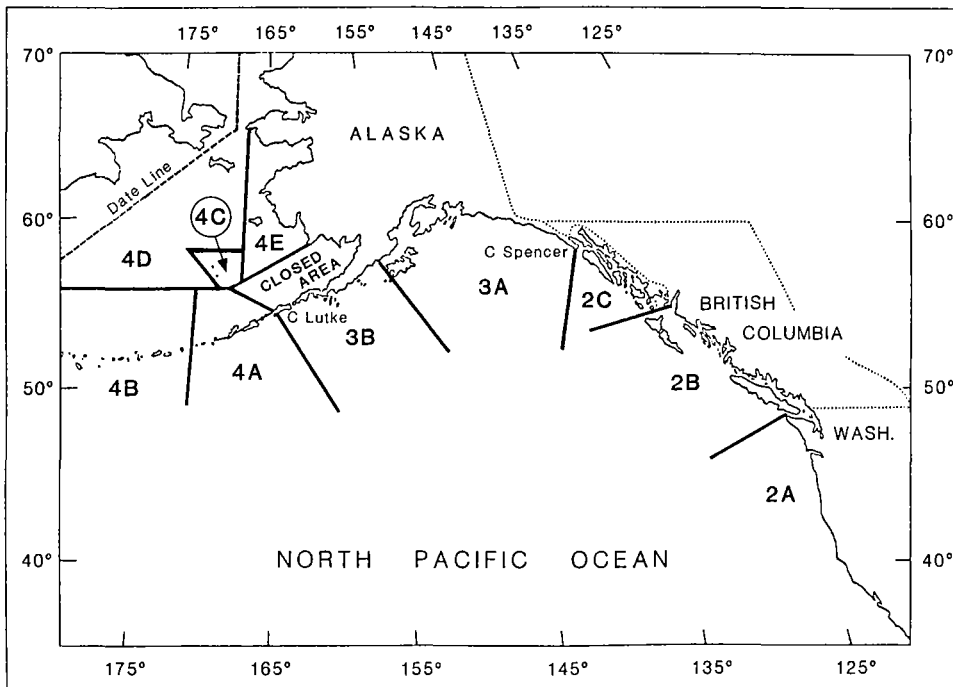 175° 165° 155° 145° 135° 125°
70° 70°
ALASKA
Date Line
60° 60°
4C
4D
4E
CLOSED
AREA
C Spencer
3A
2C
BRITISH
COLUMBIA
C Lutke
3B
4B
4A
50° 50°
2B
WASH.
2A
40° 40°
NORTH PACIFIC OCEAN
175° 165° 155° 145° 135° 125°